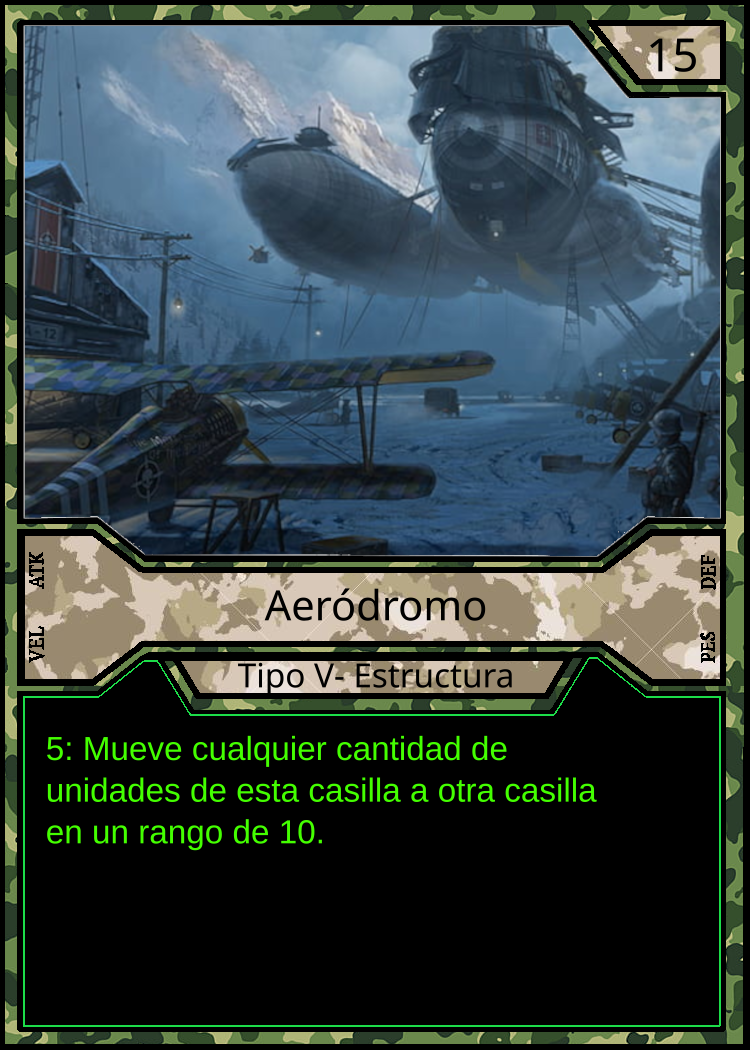 15
A-12
ATK
DEF
Aeródromo
VEL
PES
Tipo V- Estructura
5: Mueve cualquier cantidad de
unidades de esta casilla a otra casilla
en un rango de 10.